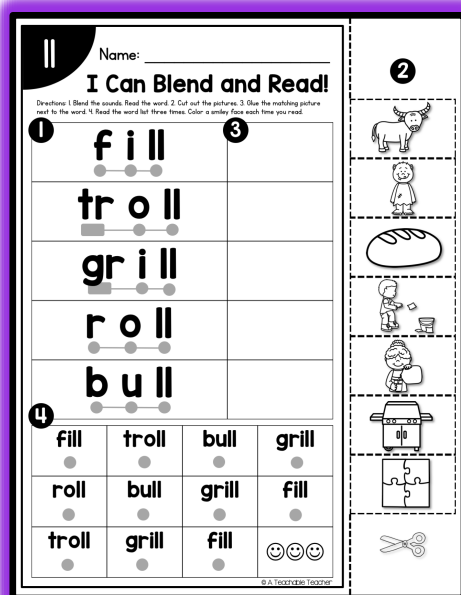 ll
Name:
I Can Blend and Read!
Directions: 1. Blend the sounds. Read the word. 2. Cut out the pictures. 3. Glue the matching picture
next to the word. 4. Read the word list three times. Color a smiley face each time you read.
1
3
2
f i ll
tr o ll
gr i ll
r o ll
b u ll
4
fill troll bull grill
roll bull grill fill
troll grill fill
© A Teachable Teacher